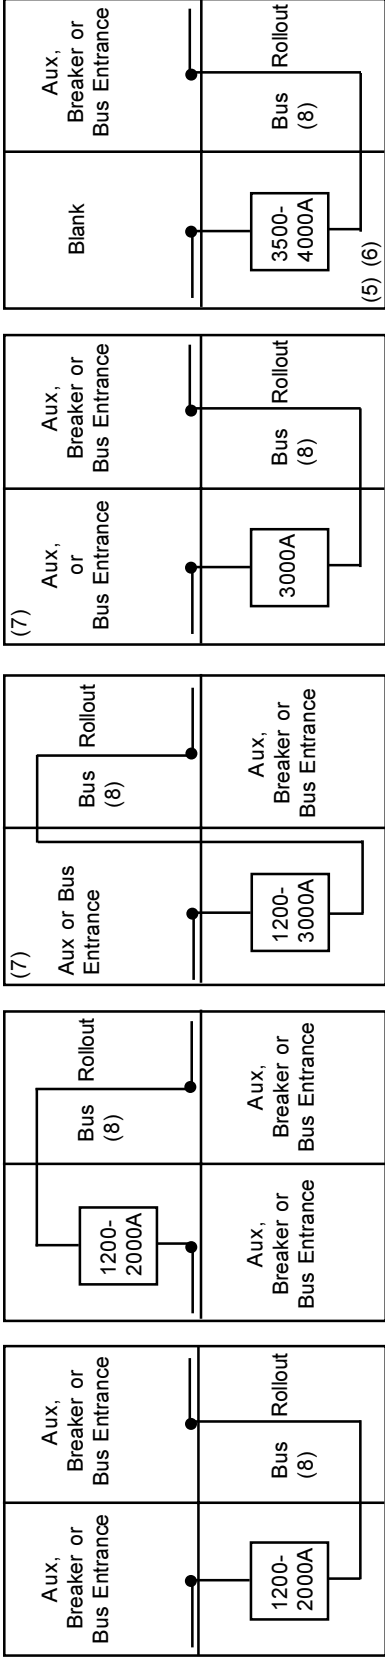 Aux,
Breaker or
Bus Entrance
Aux,
Breaker or
Bus Entrance
1200-
2000A
Bus Rollout
(8)
1200-
2000A
Bus Rollout
(8)
Aux,
Breaker or
Bus Entrance
Aux,
Breaker or
Bus Entrance
(7)
Aux or Bus
Entrance
Bus Rollout
(8)
1200-
3000A
Aux,
Breaker or
Bus Entrance
(7)
Aux,
or
Bus Entrance
Aux,
Breaker or
Bus Entrance
3000A
Bus Rollout
(8)
Blank
Aux,
Breaker or
Bus Entrance
3500-
4000A
Bus Rollout
(8)
(5) (6)